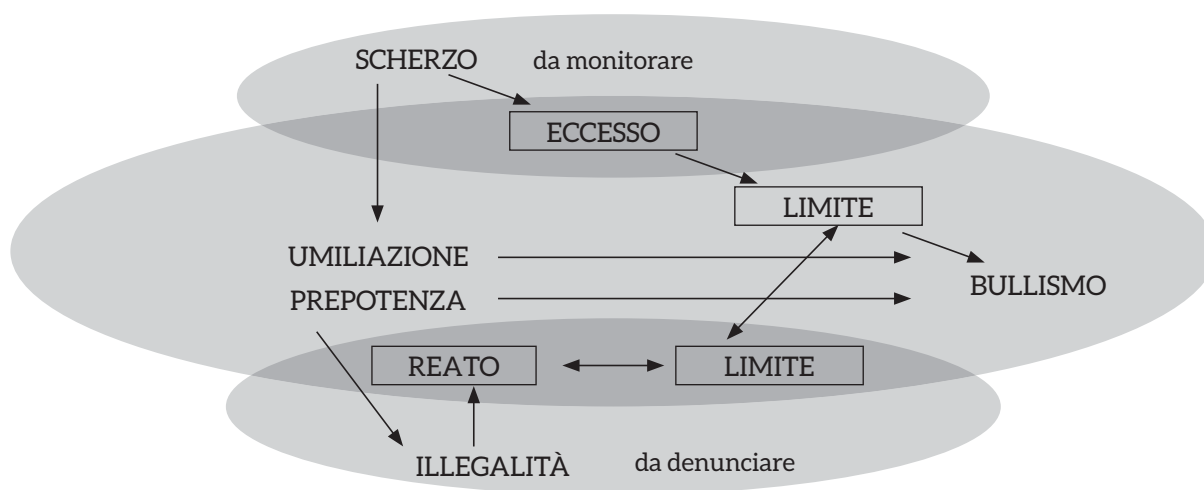 SCHERZO da monitorare
ECCESSO
LIMITE
UMILIAZIONE
BULLISMO
PREPOTENZA
REATO LIMITE
ILLEGALITÀ da denunciare